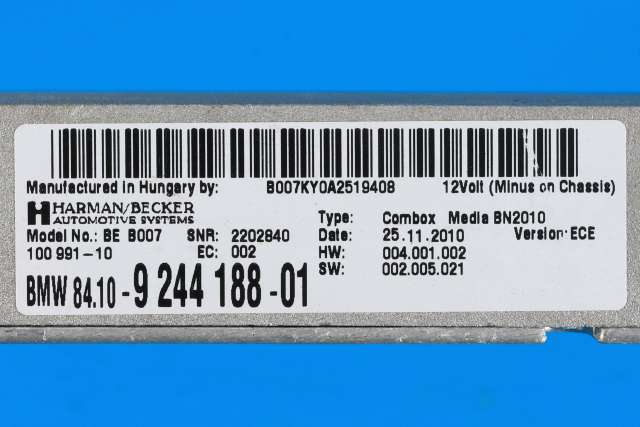 Manufactured in Hungary by: B007KY0A2519408 12Volt (Minus on Chassis)
HARMAN/BECKER
AUTOMOTIVE SYSTEMS
Type: Combox Media BN2010
Model No.: BE B007 SNR: 2202840 Date: 25.11.2010 Version: ECE
100 991-10 EC: 002 HW: 004.001.002
SW: 002.005.021
BMW 84.10-9 244 188-01